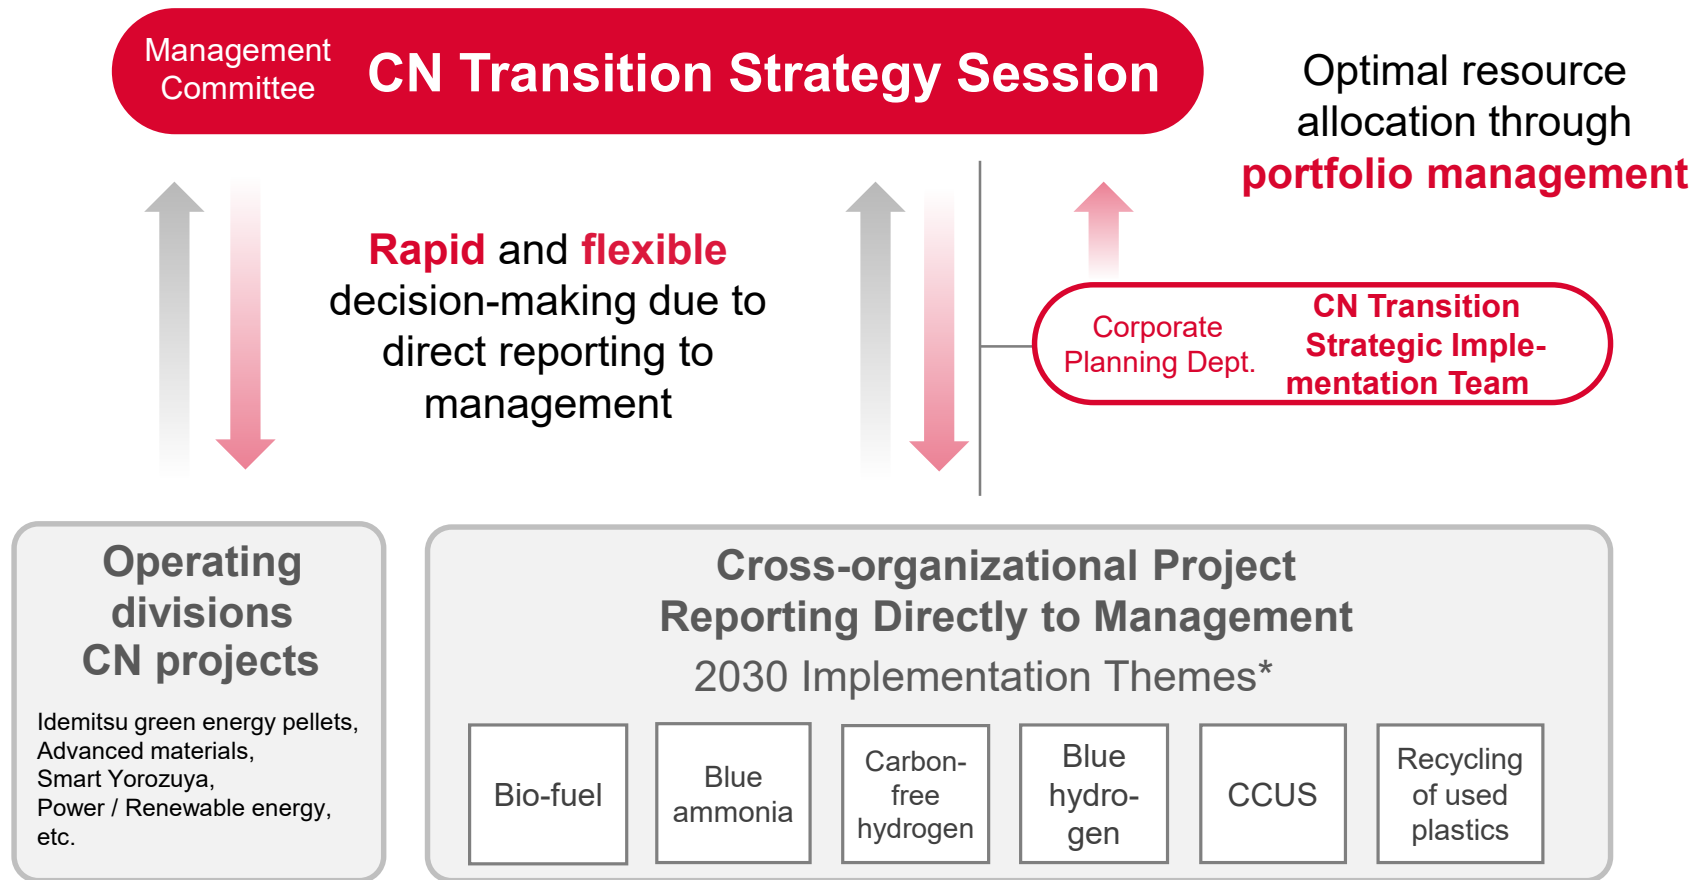 Management
Committee
CN Transition Strategy Session
Optimal resource
allocation through
portfolio management
Rapid and flexible
decision-making due to
direct reporting to
management
Corporate
Planning Dept.
CN Transition
Strategic Imple-
mentation Team
Operating
divisions
CN projects
Idemitsu green energy pellets,
Advanced materials,
Smart Yorozuya,
Power / Renewable energy,
etc.
Cross-organizational Project
Reporting Directly to Management
2030 Implementation Themes*
Bio-fuel
Blue
ammonia
Carbon-
free
hydrogen
Blue
hydro-
gen
CCUS
Recycling
of used
plastics